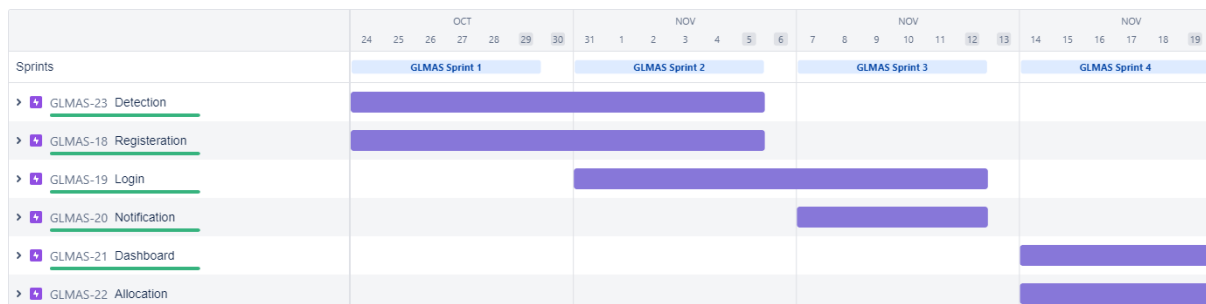 OCT NOV NOV NOV
24 25 26 27 28 29 30 31 1 2 3 4 5 6 7 8 9 10 11 12 13 14 15 16 17 18 19
Sprints GLMAS Sprint 1 GLMAS Sprint 2 GLMAS Sprint 3 GLMAS Sprint 4
GLMAS-23 Detection
GLMAS-18 Registeration
GLMAS-19 Login
GLMAS-20 Notification
GLMAS-21 Dashboard
GLMAS-22 Allocation